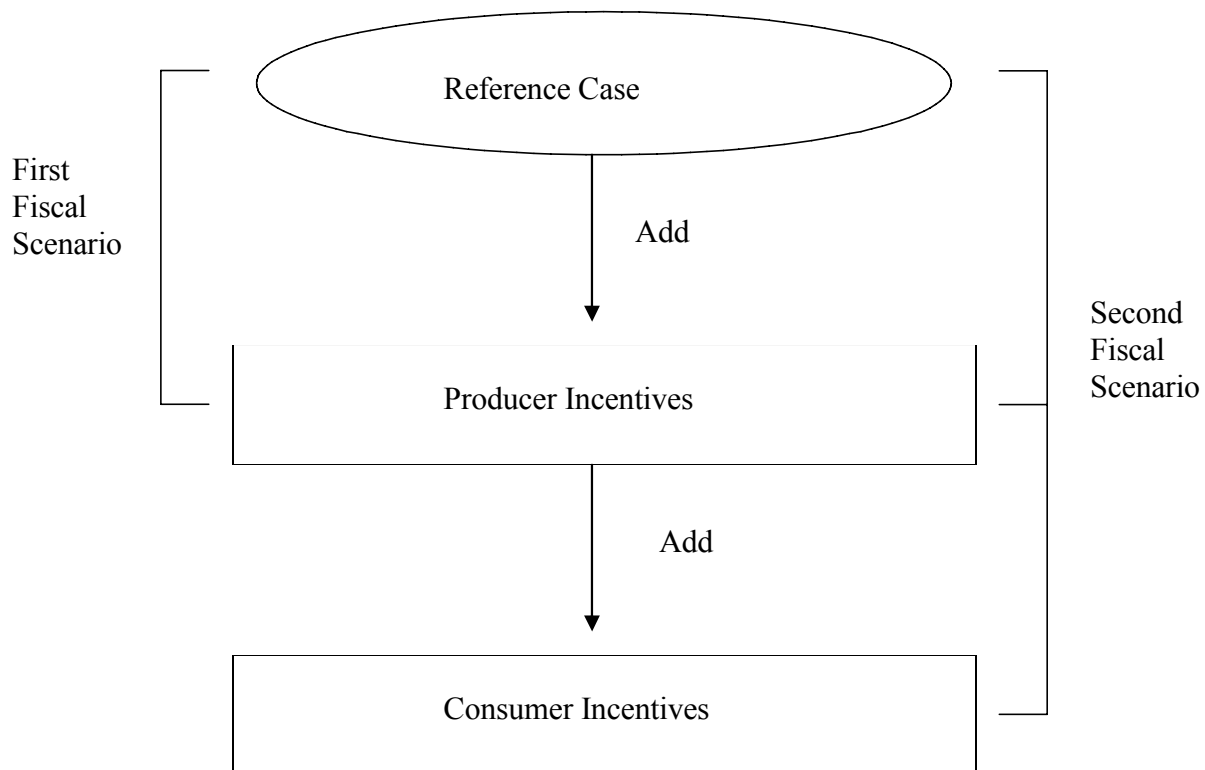 Reference Case
First
Fiscal
Scenario
Add
Second
Fiscal
Scenario
Producer Incentives
Add
Consumer Incentives